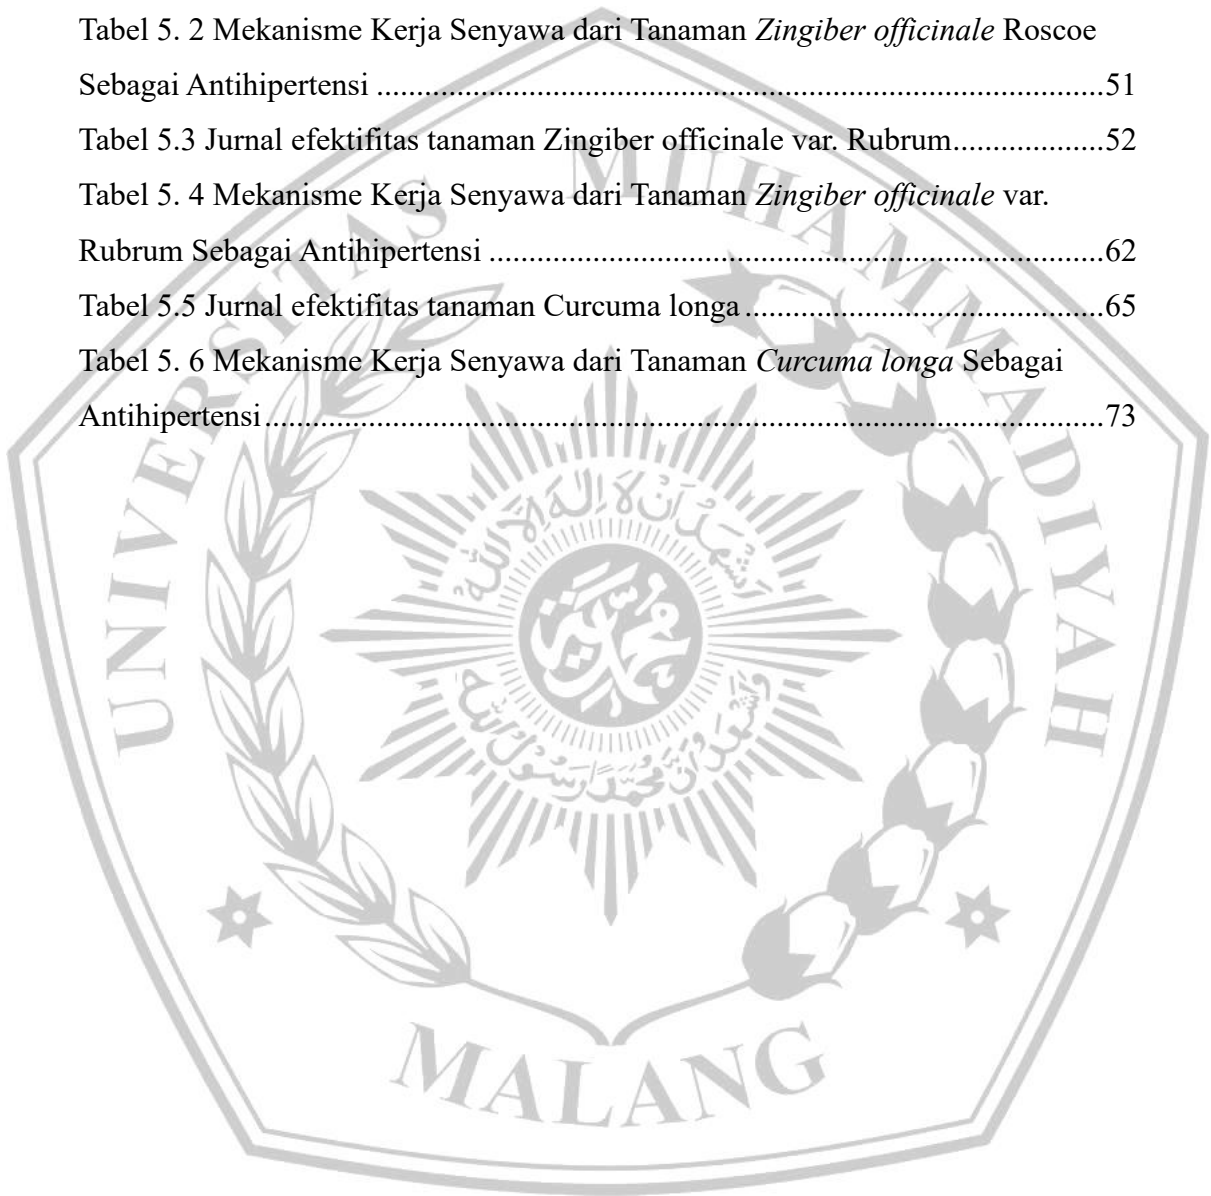 Tabel 5. 2 Mekanisme Kerja Senyawa dari Tanaman Zingiber officinale Roscoe
Sebagai Antihipertensi ........................................................................................51
Tabel 5.3 Jurnal efektifitas tanaman Zingiber officinale var. Rubrum..................52
Tabel 5. 4 Mekanisme Kerja Senyawa dari Tanaman Zingiber officinale var.
Rubrum Sebagai Antihipertensi ..........................................................................62
Tabel 5.5 Jurnal efektifitas tanaman Curcuma longa ...........................................65
Tabel 5. 6 Mekanisme Kerja Senyawa dari Tanaman Curcuma longa Sebagai
Antihipertensi.....................................................................................................73
UNIVERSITAS MUHAMMADIYAH
MALANG